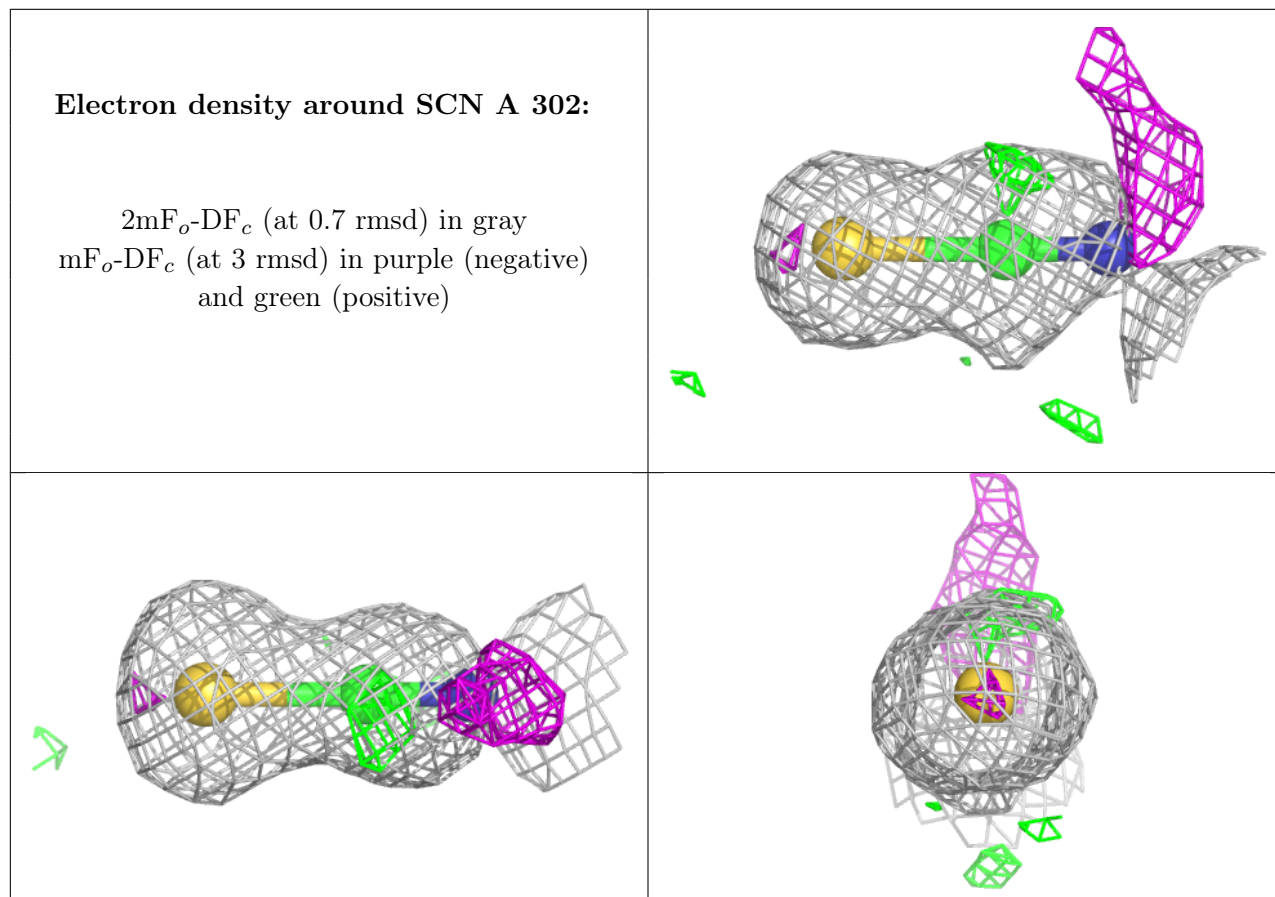 Electron density around SCN A 302:
2mFo-DFc (at 0.7 rmsd) in gray
mFo-DFc (at 3 rmsd) in purple (negative)
and green (positive)